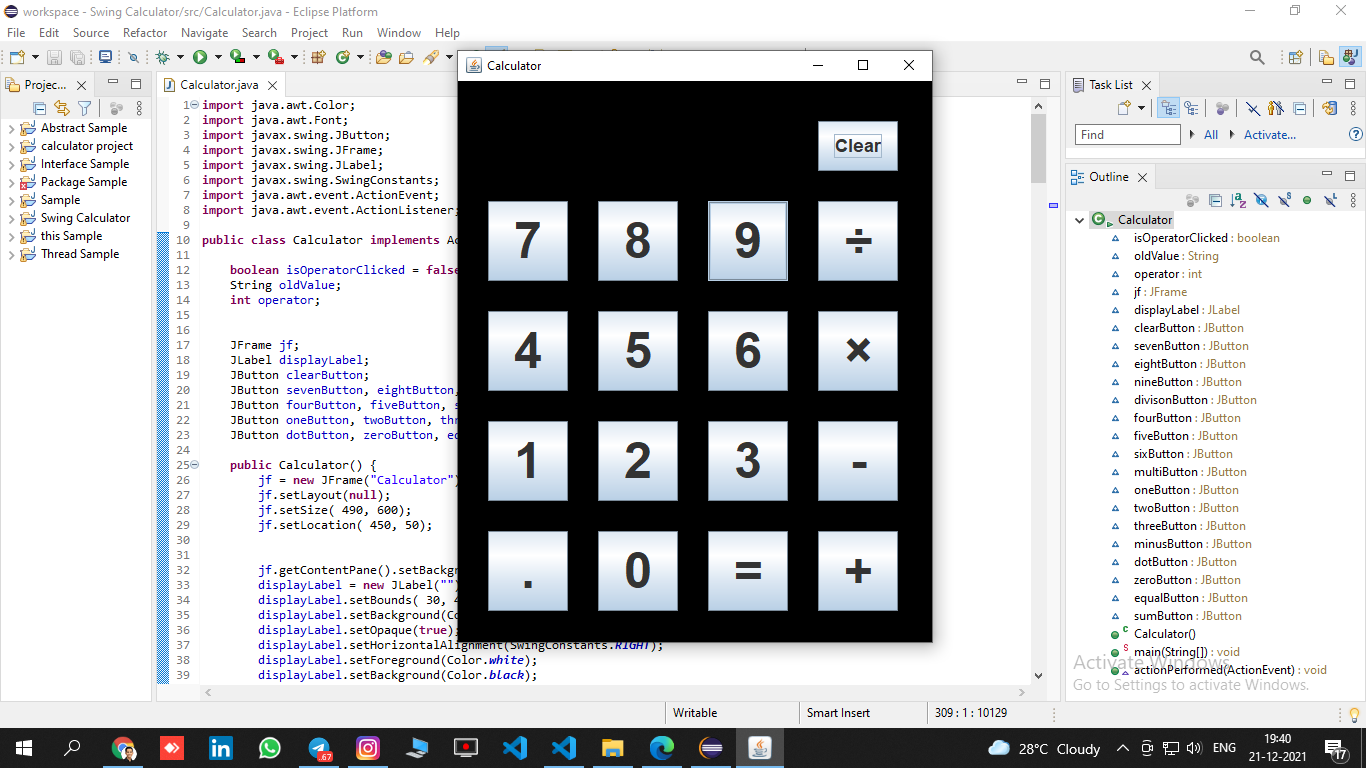 workspace - Swing Calculator/src/Calculator.java - Eclipse Platform
File Edit Source Refactor Navigate Search Project Run Window Help
Projec...
Abstract Sample
calculator project
Interface Sample
Package Sample
Sample
Swing Calculator
this Sample
Thread Sample
Calculator.java
1 import java.awt.Color;
2 import java.awt.Font;
3 import javax.swing.JButton;
4 import javax.swing.JFrame;
5 import javax.swing.JLabel;
6 import javax.swing.SwingConstants;
7 import java.awt.event.ActionEvent;
8 import java.awt.event.ActionListener;
9
10 public class Calculator implements Ac
11
12 boolean isOperatorClicked = false
13 String oldValue;
14 int operator;
15
16
17 JFrame jf;
18 JLabel displayLabel;
19 JButton clearButton;
20 JButton sevenButton, eightButton,
21 JButton fourButton, fiveButton, s
22 JButton oneButton, twoButton, thr
23 JButton dotButton, zeroButton, eq
24
25 public Calculator() {
26 jf = new JFrame("Calculator")
27 jf.setLayout(null);
28 jf.setSize( 490, 600);
29 jf.setLocation( 450, 50);
30
31
32 jf.getContentPane().setBackgr
33 displayLabel = new JLabel("")
34 displayLabel.setBounds( 30, 4
35 displayLabel.setBackground(Co
36 displayLabel.setOpaque(true);
37 displayLabel.setHorizontalAlignment(SwingConstants.RIGHT);
38 displayLabel.setForeground(Color.white);
39 displayLabel.setBackground(Color.black);
Calculator
Clear
7 8 9 ÷
4 5 6 ×
1 2 3 -
. 0 = +
Task List
Find All Activate...
Outline
Calculator
isOperatorClicked : boolean
oldValue : String
operator : int
jf : JFrame
displayLabel : JLabel
clearButton : JButton
sevenButton : JButton
eightButton : JButton
nineButton : JButton
divisonButton : JButton
fourButton : JButton
fiveButton : JButton
sixButton : JButton
multiButton : JButton
oneButton : JButton
twoButton : JButton
threeButton : JButton
minusButton : JButton
dotButton : JButton
zeroButton : JButton
equalButton : JButton
sumButton : JButton
Calculator()
main(String[]) : void
actionPerformed(ActionEvent) : void
Activate Windows
Go to Settings to activate Windows.
Writable Smart Insert 309 : 1 : 10129
28°C Cloudy ENG 19:40
21-12-2021
17
.67